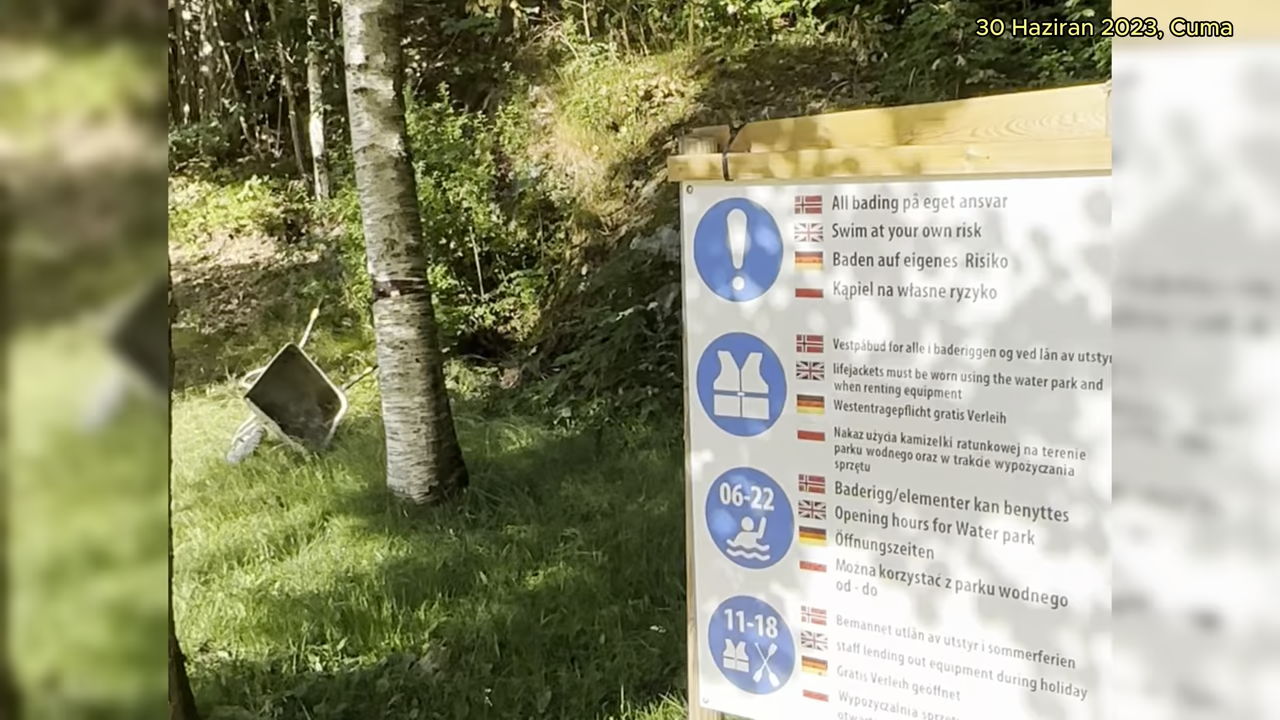 30 Haziran 2023, Cuma
All bading på eget ansvar
Swim at your own risk
Baden auf eigenes Risiko
Kąpiel na własne ryzyko
Vestpåbud for alle i baderiggen og ved lån av utstyr
lifejackets must be worn using the water park and
when renting equipment
Westentragepflicht gratis Verleih
Nakaz użycia kamizelki ratunkowej na terenie
parku wodnego oraz w trakcie wypożyczania
sprzętu
06-22
Baderigg/elementer kan benyttes
Opening hours for Water park
Öffnungszeiten
Można korzystać z parku wodnego
od - do
11-18
Bemannet utlån av utstyr i sommerferien
staff lending out equipment during holiday
Gratis Verleih geöffnet
Wypożyczalnia sprzętu